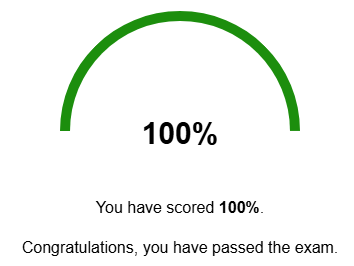 100%
You have scored 100%.
Congratulations, you have passed the exam.